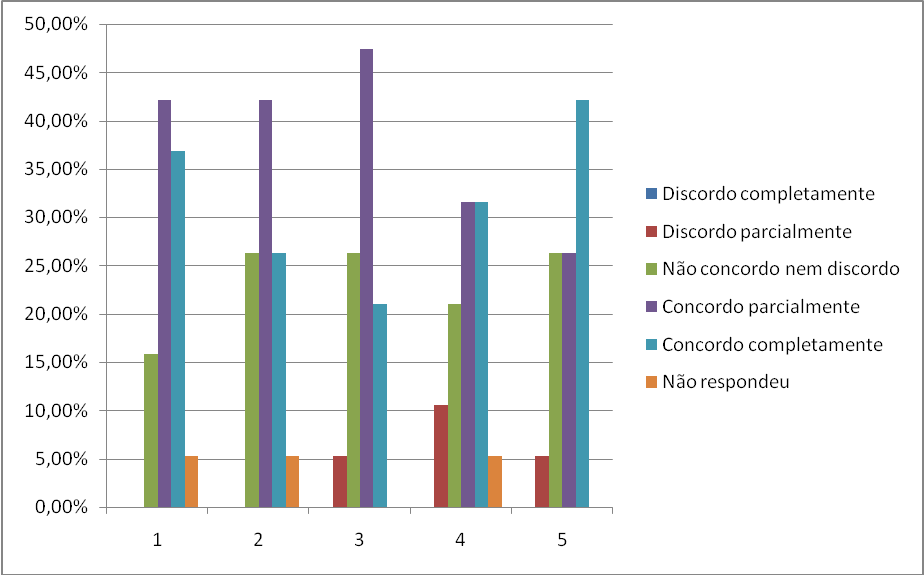 50,00%
45,00%
40,00%
35,00%
30,00%
25,00%
20,00%
15,00%
10,00%
5,00%
0,00%
1 2 3 4 5
Discordo completamente
Discordo parcialmente
Não concordo nem discordo
Concordo parcialmente
Concordo completamente
Não respondeu